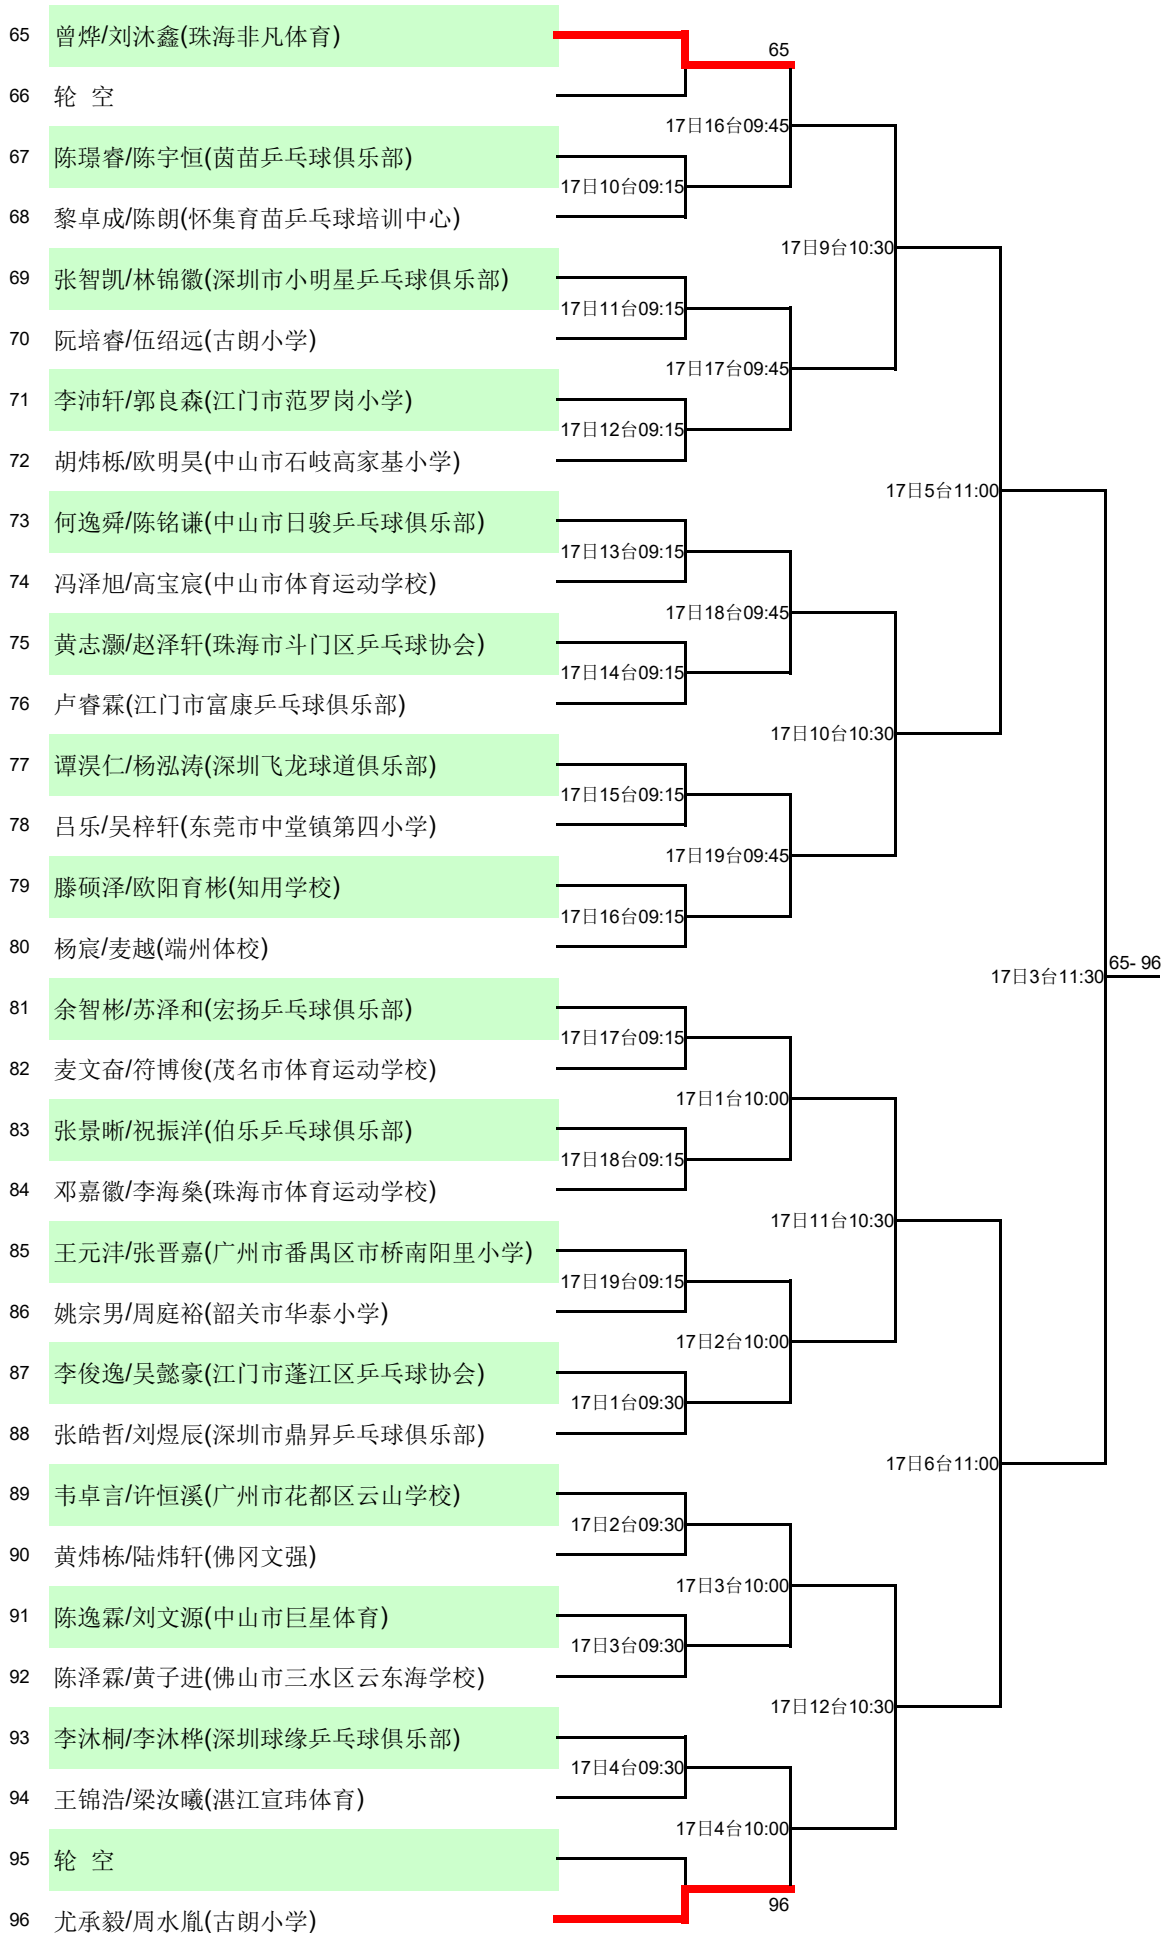 65 曾烨/刘沐鑫(珠海非凡体育)
65
66 轮 空
17日16台09:45
67 陈璟睿/陈宇恒(茵苗乒乓球俱乐部)
17日10台09:15
68 黎卓成/陈朗(怀集育苗乒乓球培训中心)
17日9台10:30
69 张智凯/林锦徽(深圳市小明星乒乓球俱乐部)
17日11台09:15
70 阮培睿/伍绍远(古朗小学)
17日17台09:45
71 李沛轩/郭良森(江门市范罗岗小学)
17日12台09:15
72 胡炜栎/欧明昊(中山市石岐高家基小学)
17日5台11:00
73 何逸舜/陈铭谦(中山市日骏乒乓球俱乐部)
17日13台09:15
74 冯泽旭/高宝宸(中山市体育运动学校)
17日18台09:45
75 黄志灏/赵泽轩(珠海市斗门区乒乓球协会)
17日14台09:15
76 卢睿霖(江门市富康乒乓球俱乐部)
17日10台10:30
77 谭淏仁/杨泓涛(深圳飞龙球道俱乐部)
17日15台09:15
78 吕乐/吴梓轩(东莞市中堂镇第四小学)
17日19台09:45
79 滕硕泽/欧阳育彬(知用学校)
17日16台09:15
80 杨宸/麦越(端州体校)
65- 96
17日3台11:30
81 余智彬/苏泽和(宏扬乒乓球俱乐部)
17日17台09:15
82 麦文奋/符博俊(茂名市体育运动学校)
17日1台10:00
83 张景晰/祝振洋(伯乐乒乓球俱乐部)
17日18台09:15
84 邓嘉徽/李海燊(珠海市体育运动学校)
17日11台10:30
85 王元沣/张晋嘉(广州市番禺区市桥南阳里小学)
17日19台09:15
86 姚宗男/周庭裕(韶关市华泰小学)
17日2台10:00
87 李俊逸/吴懿豪(江门市蓬江区乒乓球协会)
17日1台09:30
88 张皓哲/刘煜辰(深圳市鼎昇乒乓球俱乐部)
17日6台11:00
89 韦卓言/许恒溪(广州市花都区云山学校)
17日2台09:30
90 黄炜栋/陆炜轩(佛冈文强)
17日3台10:00
91 陈逸霖/刘文源(中山市巨星体育)
17日3台09:30
92 陈泽霖/黄子进(佛山市三水区云东海学校)
17日12台10:30
93 李沐桐/李沐桦(深圳球缘乒乓球俱乐部)
17日4台09:30
94 王锦浩/梁汝曦(湛江宣玮体育)
17日4台10:00
95 轮 空
96
96 尤承毅/周水胤(古朗小学)